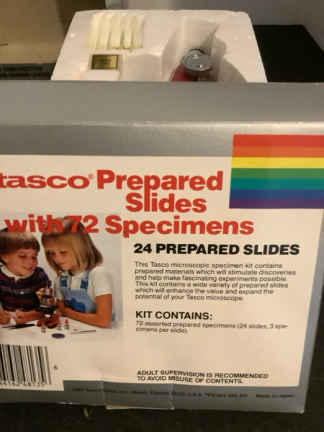 tasco® Prepared
Slides
with 72 Specimens
24 PREPARED SLIDES
This Tasco microscopic specimen kit contains
prepared materials which will stimulate discoveries
and help make fascinating experiments possible.
This kit contains a wide variety of prepared slides
which will enhance the value and expand the
potential of your Tasco microscope.
KIT CONTAINS:
72 assorted prepared specimens (24 slides, 3 spe-
cimens per slide).
ADULT SUPERVISION IS RECOMMENDED
TO AVOID MISUSE OF CONTENTS.